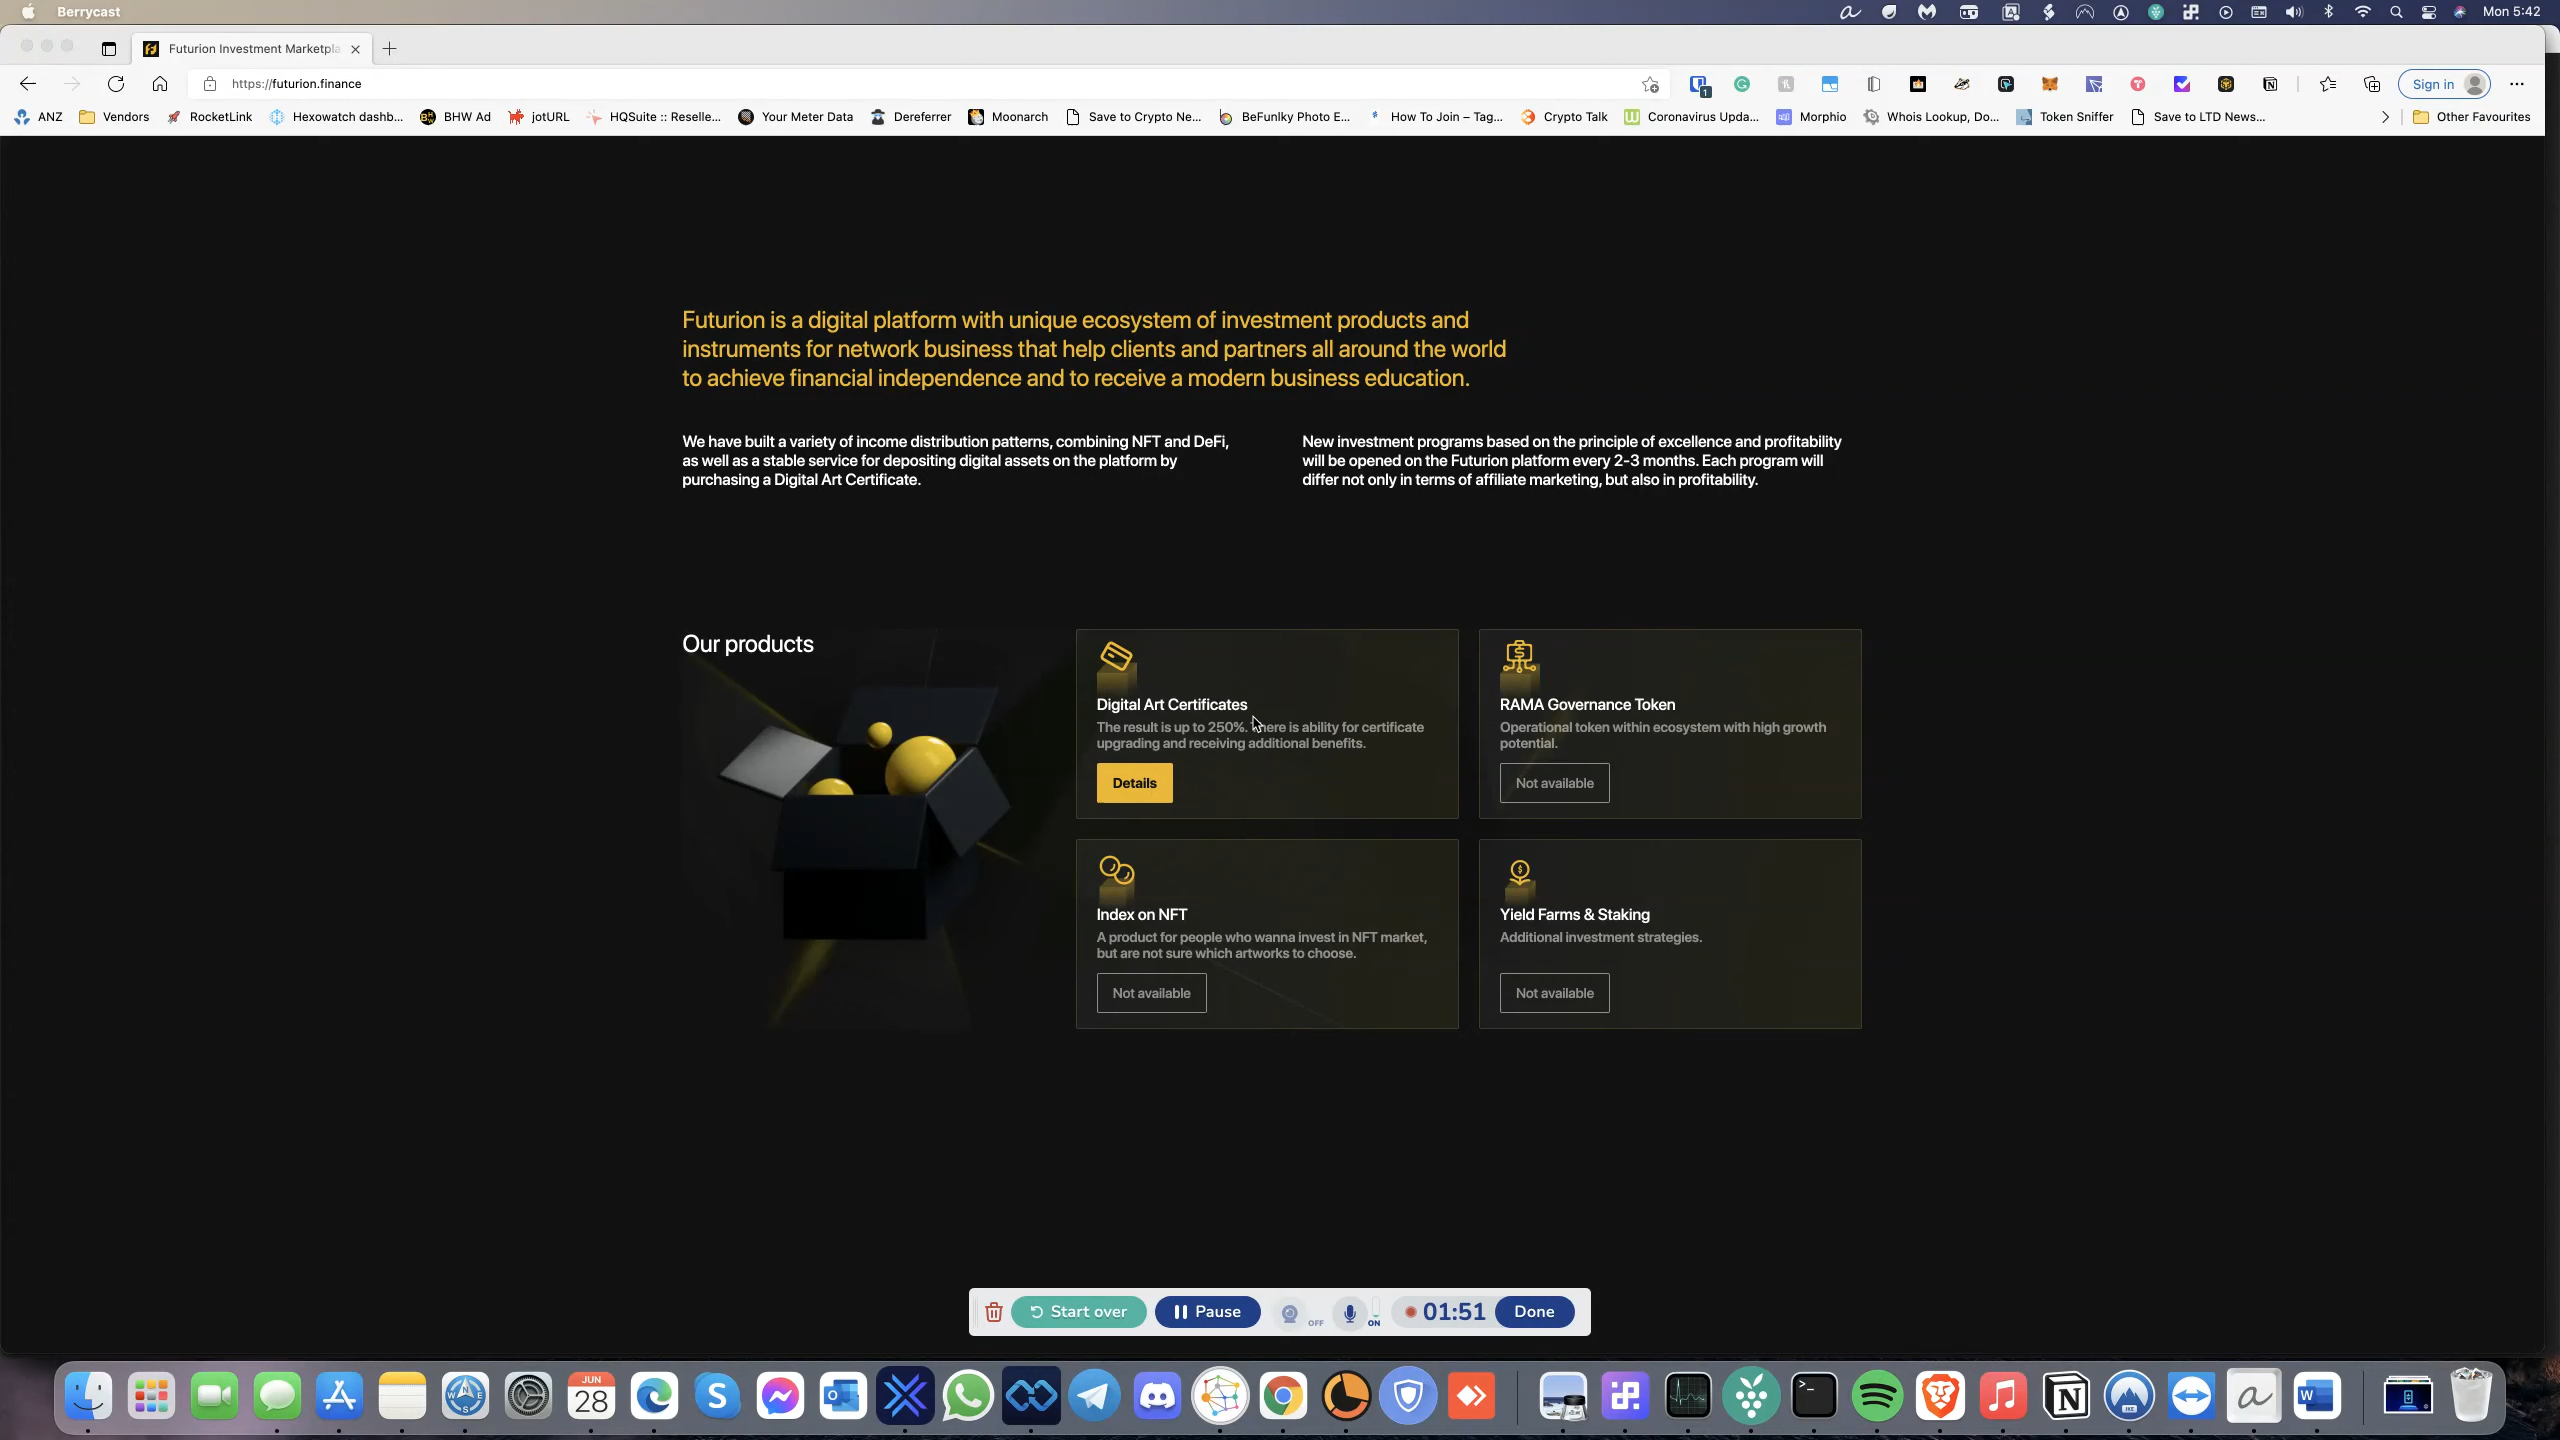 Berrycast
Mon 5:42
Futurion Investment Marketpla
https://futurion.finance
Sign in
ANZ
Vendors
RocketLink
Hexowatch dashb...
BHW Ad
jotURL
HQSuite :: Reselle...
Your Meter Data
Dereferrer
Moonarch
Save to Crypto Ne...
BeFunlky Photo E...
How To Join – Tag...
Crypto Talk
Coronavirus Upda...
Morphio
Whois Lookup, Do...
Token Sniffer
Save to LTD News...
Other Favourites
Futurion is a digital platform with unique ecosystem of investment products and
instruments for network business that help clients and partners all around the world
to achieve financial independence and to receive a modern business education.
We have built a variety of income distribution patterns, combining NFT and DeFi,
as well as a stable service for depositing digital assets on the platform by
purchasing a Digital Art Certificate.
New investment programs based on the principle of excellence and profitability
will be opened on the Futurion platform every 2-3 months. Each program will
differ not only in terms of affiliate marketing, but also in profitability.
Our products
Digital Art Certificates
The result is up to 250%. There is ability for certificate
upgrading and receiving additional benefits.
Details
RAMA Governance Token
Operational token within ecosystem with high growth
potential.
Not available
Index on NFT
A product for people who wanna invest in NFT market,
but are not sure which artworks to choose.
Not available
Yield Farms & Staking
Additional investment strategies.
Not available
Start over
Pause
OFF
ON
01:51
Done
JUN
28